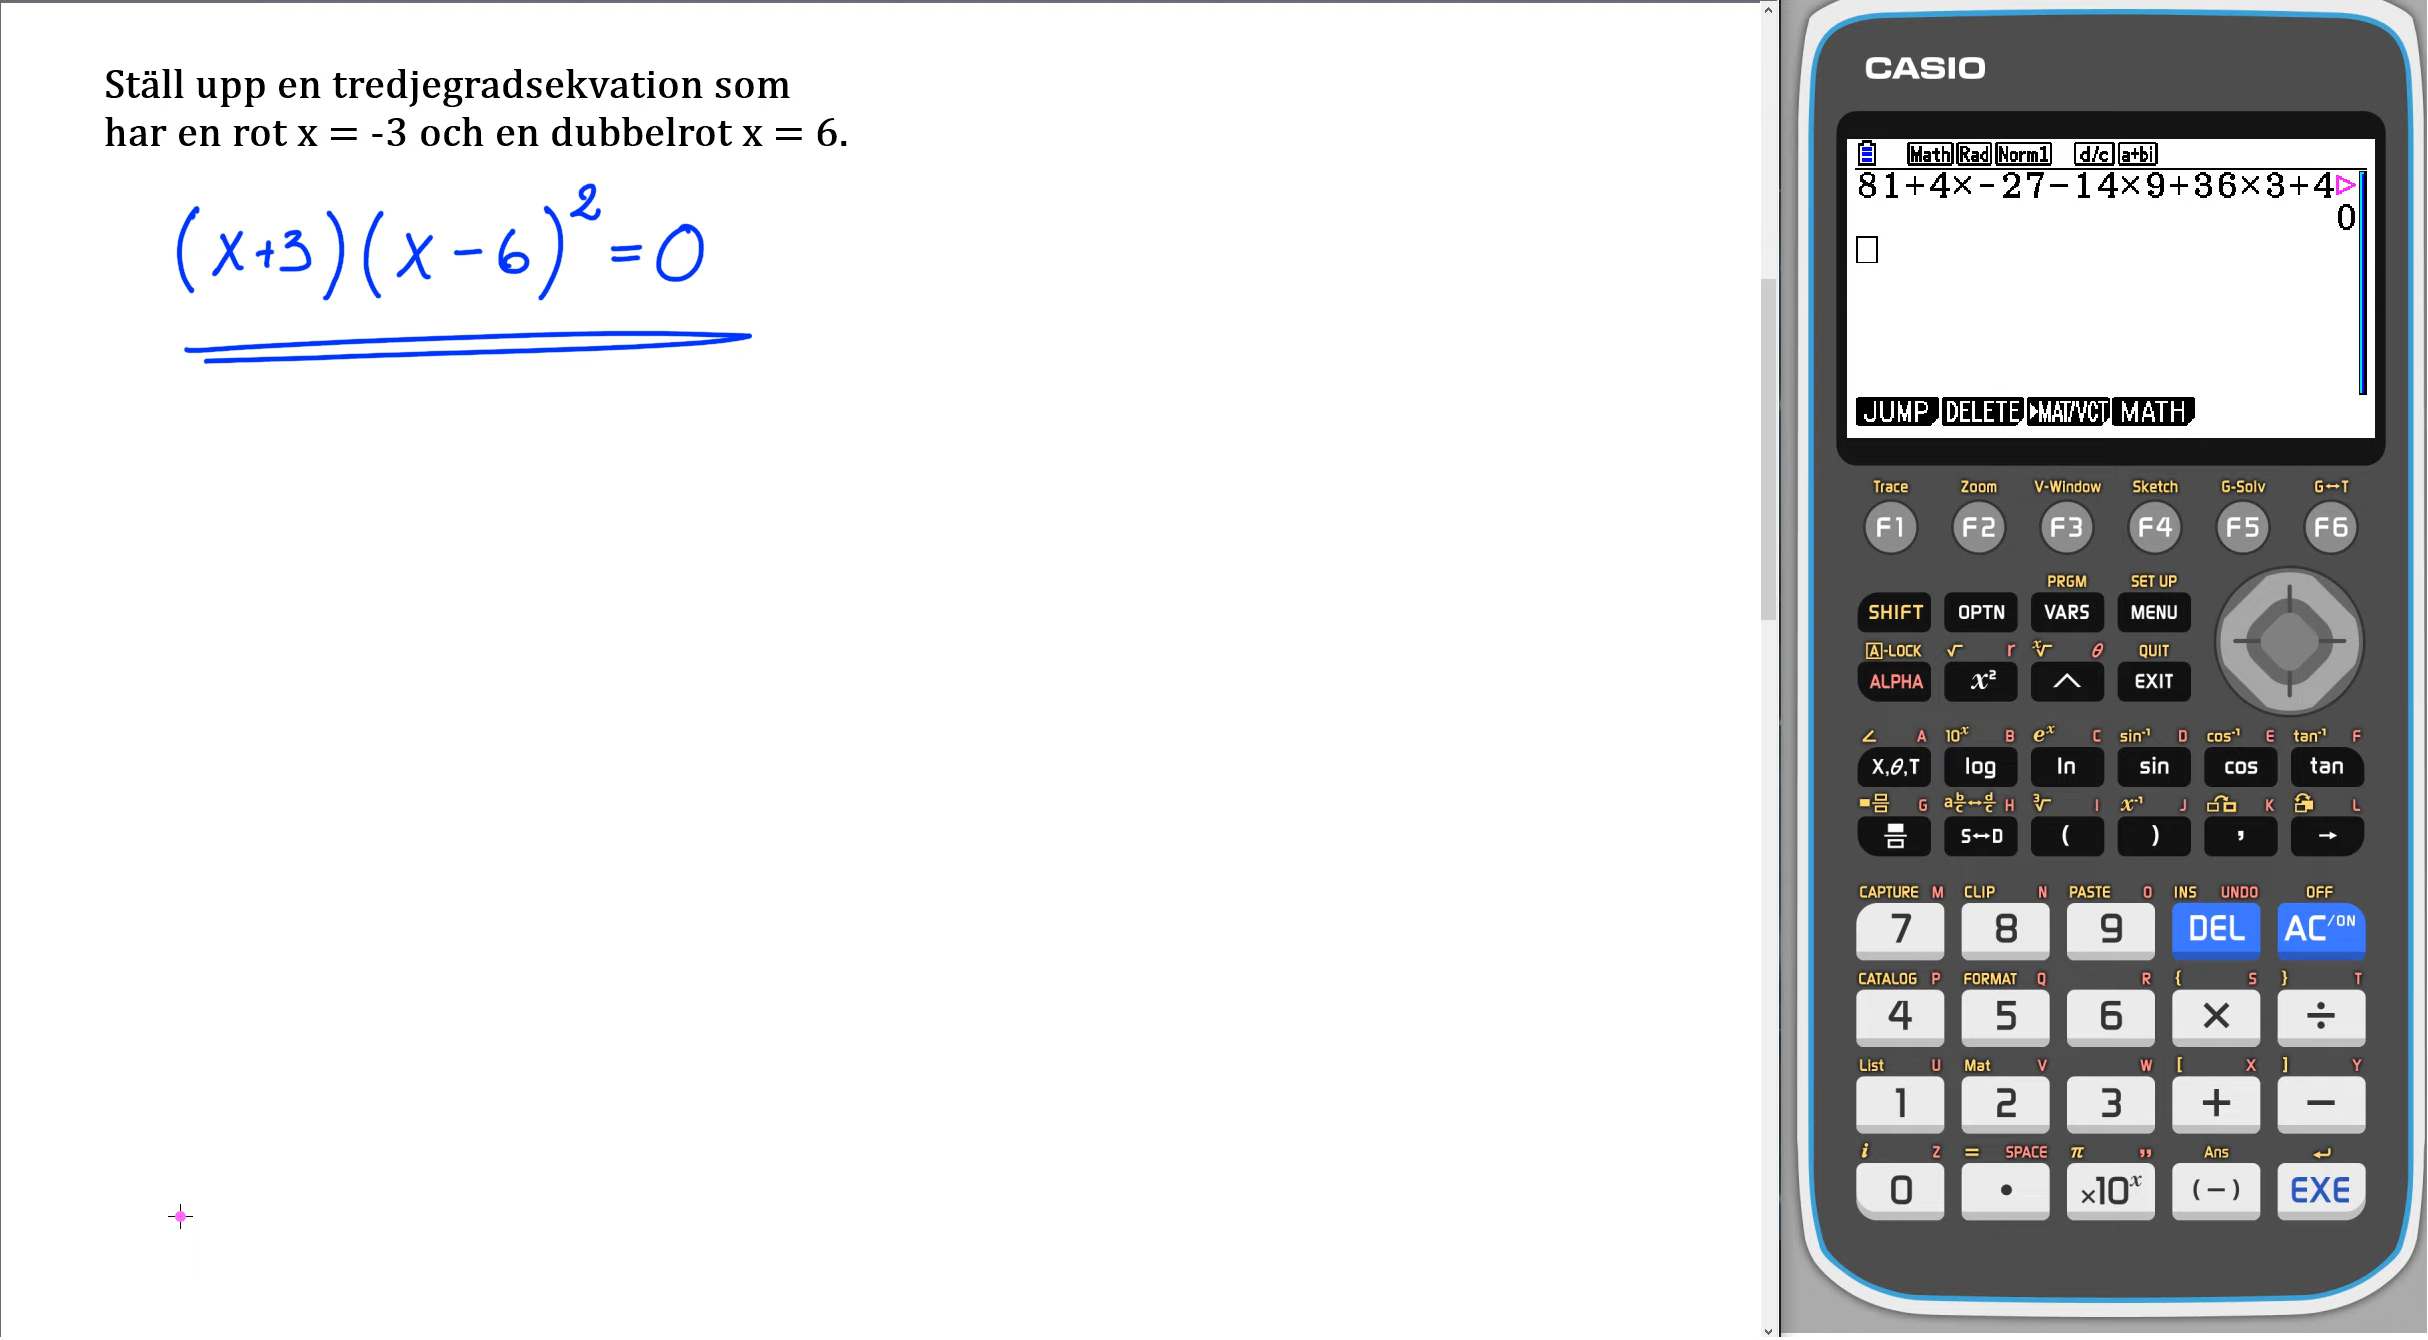 Ställ upp en tredjegradsekvation som
har en rot x = -3 och en dubbelrot x = 6.
(x+3)(x-6)² = 0
CASIO
Math Rad Norm1 d/c a+bi
81+4×-27-14×9+36×3+4
0
JUMP DELETE ▶MAT/VCT MATH
Trace Zoom V-Window Sketch G-Solv G↔T
F1 F2 F3 F4 F5 F6
PRGM SET UP
SHIFT OPTN VARS MENU
A-LOCK √ r ˣ√ θ QUIT
ALPHA x² ^ EXIT
∠ A 10ˣ B eˣ C sin⁻¹ D cos⁻¹ E tan⁻¹ F
X,θ,T log ln sin cos tan
G a b/c↔d/c H ³√ I x⁻¹ J K L
S↔D ( ) , →
CAPTURE M CLIP N PASTE O INS UNDO OFF
7 8 9 DEL AC/ON
CATALOG P FORMAT Q R { S } T
4 5 6 × ÷
List U Mat V W [ X ] Y
1 2 3 + −
i Z = SPACE π " Ans ↵
0 • ×10ˣ (−) EXE